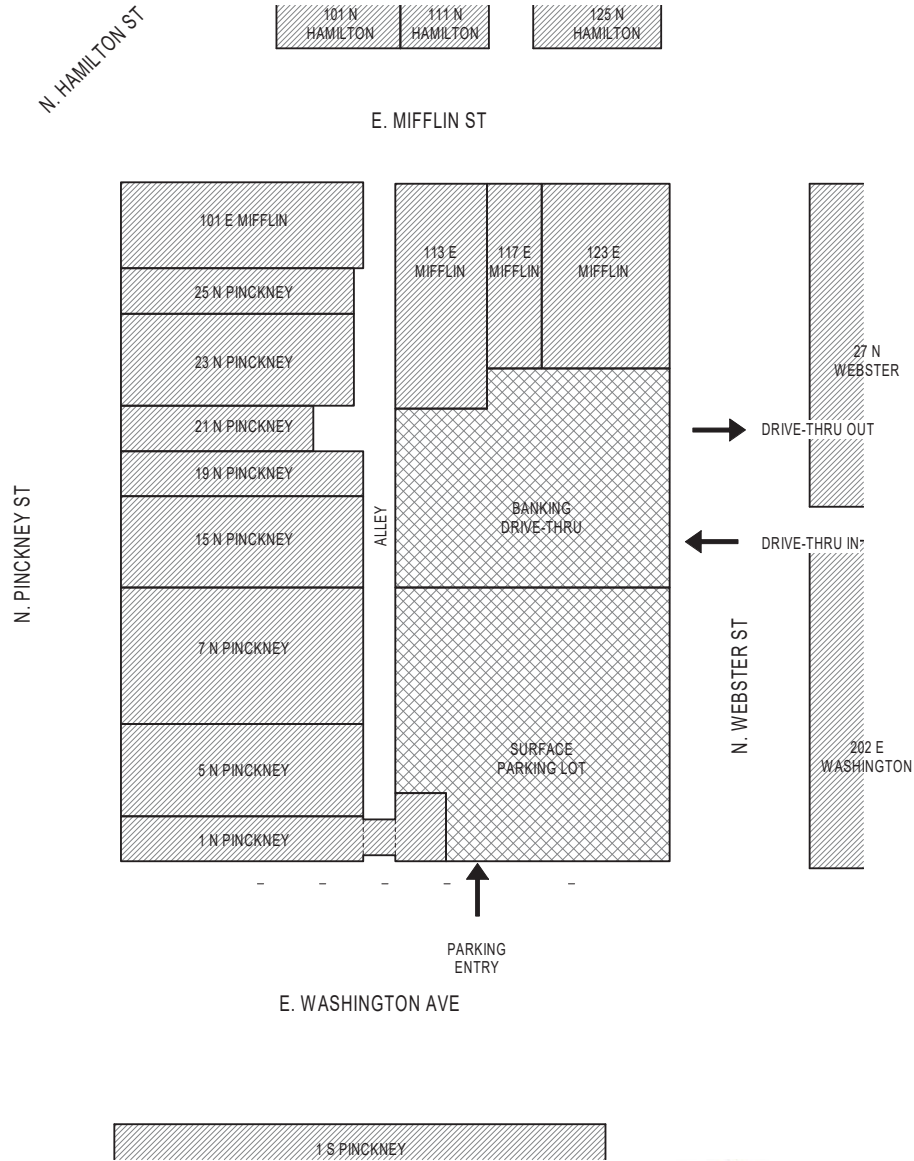 101 N
HAMILTON
111 N
HAMILTON
125 N
HAMILTON
N. HAMILTON ST
E. MIFFLIN ST
101 E MIFFLIN
25 N PINCKNEY
23 N PINCKNEY
21 N PINCKNEY
19 N PINCKNEY
15 N PINCKNEY
7 N PINCKNEY
5 N PINCKNEY
1 N PINCKNEY
N. PINCKNEY ST
ALLEY
113 E
MIFFLIN
117 E
MIFFLIN
123 E
MIFFLIN
27 N
WEBSTER
DRIVE-THRU OUT
BANKING
DRIVE-THRU
DRIVE-THRU IN
N. WEBSTER ST
SURFACE
PARKING LOT
202 E
WASHINGTON
PARKING
ENTRY
E. WASHINGTON AVE
1 S PINCKNEY